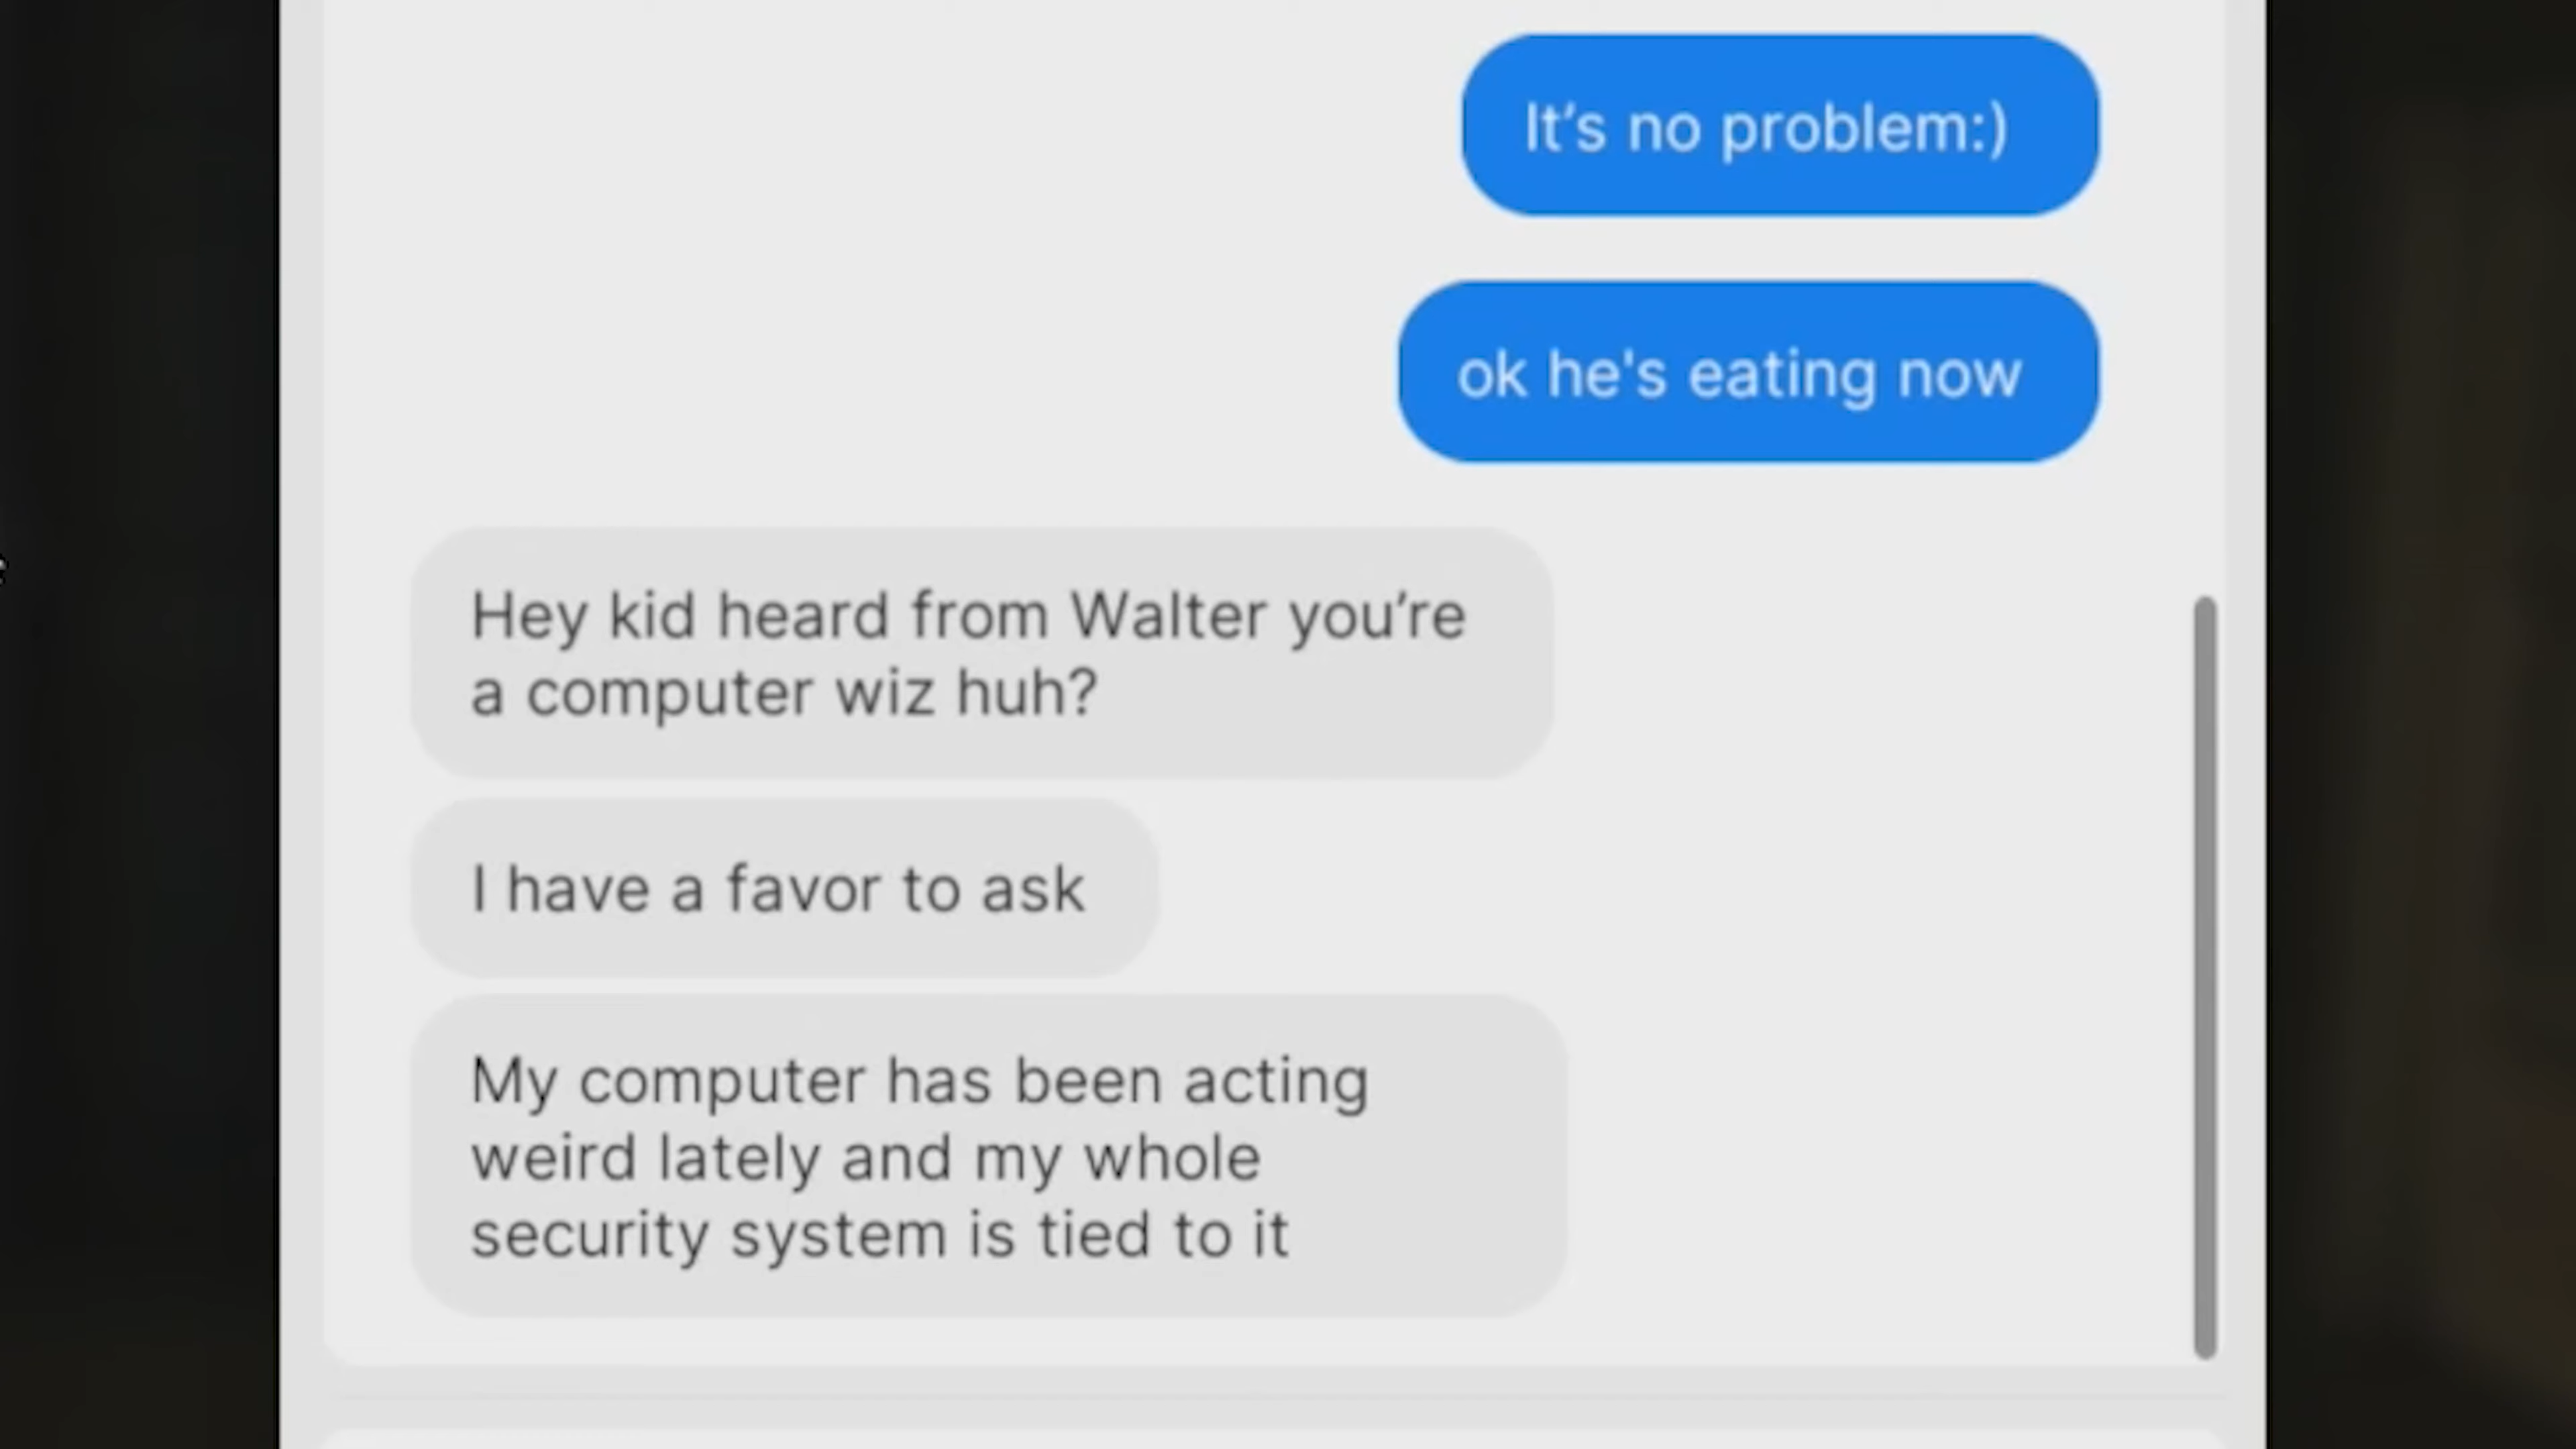 It’s no problem:)
ok he's eating now
Hey kid heard from Walter you’re
a computer wiz huh?
I have a favor to ask
My computer has been acting
weird lately and my whole
security system is tied to it